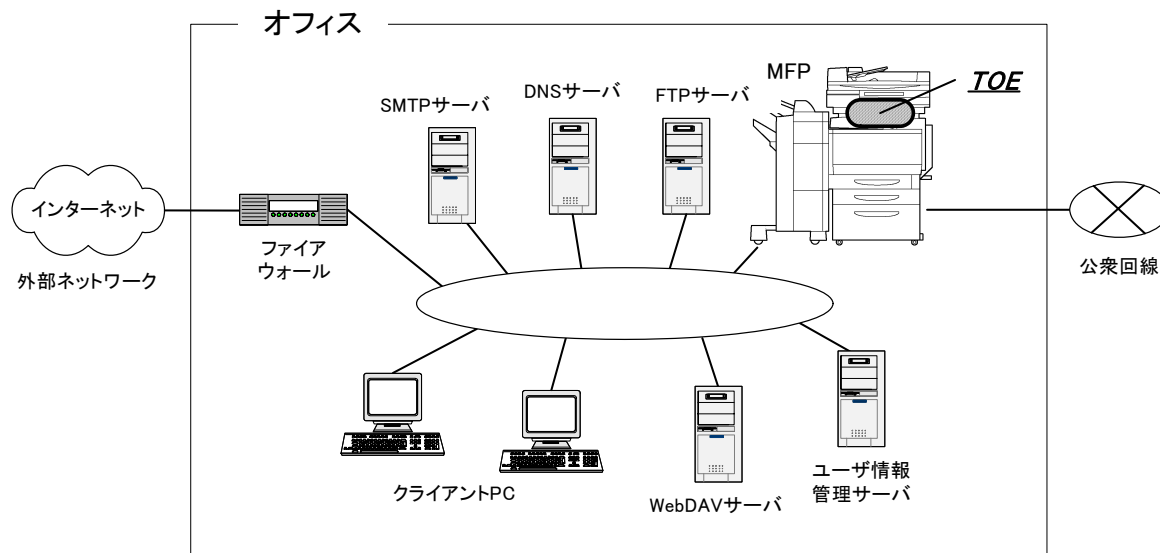 オフィス
MFP
TOE
SMTPサーバ
DNSサーバ
FTPサーバ
インターネット
外部ネットワーク
ファイア
ウォール
公衆回線
クライアントPC
WebDAVサーバ
ユーザ情報
管理サーバ